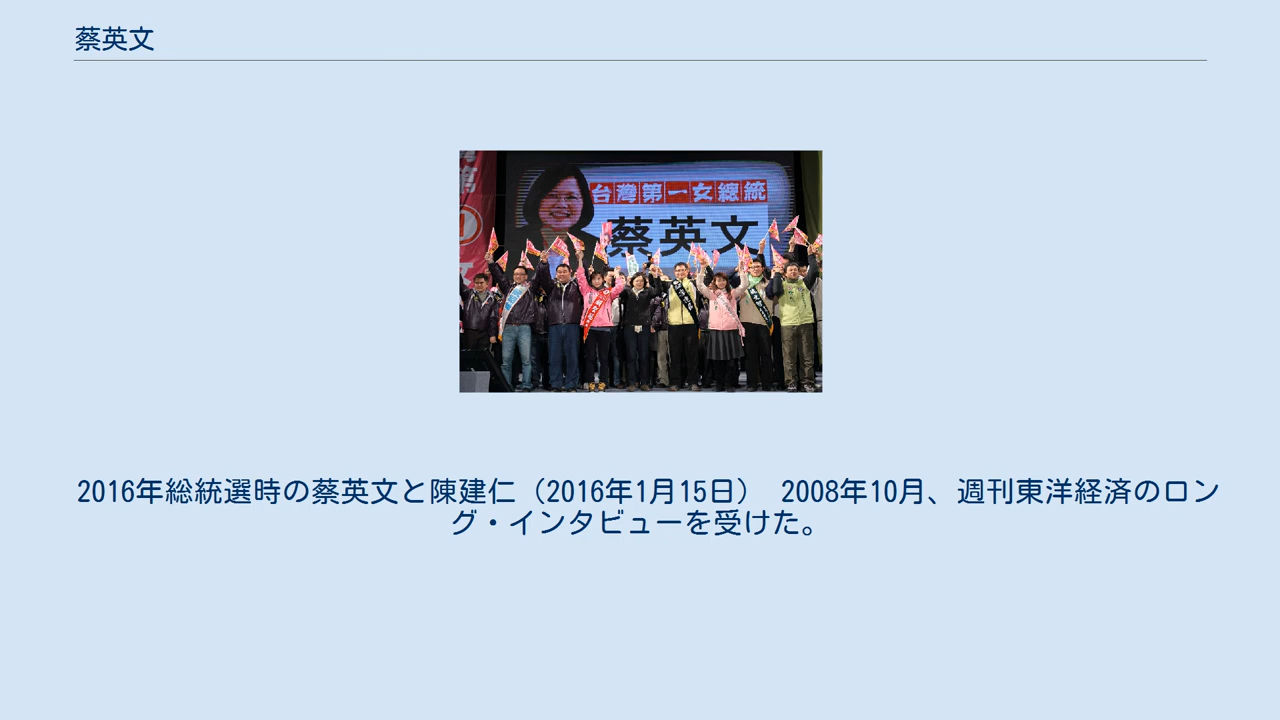 蔡英文
台灣第一女總統
蔡英文
2016年総統選時の蔡英文と陳建仁（2016年1月15日） 2008年10月、週刊東洋経済のロン
グ・インタビューを受けた。